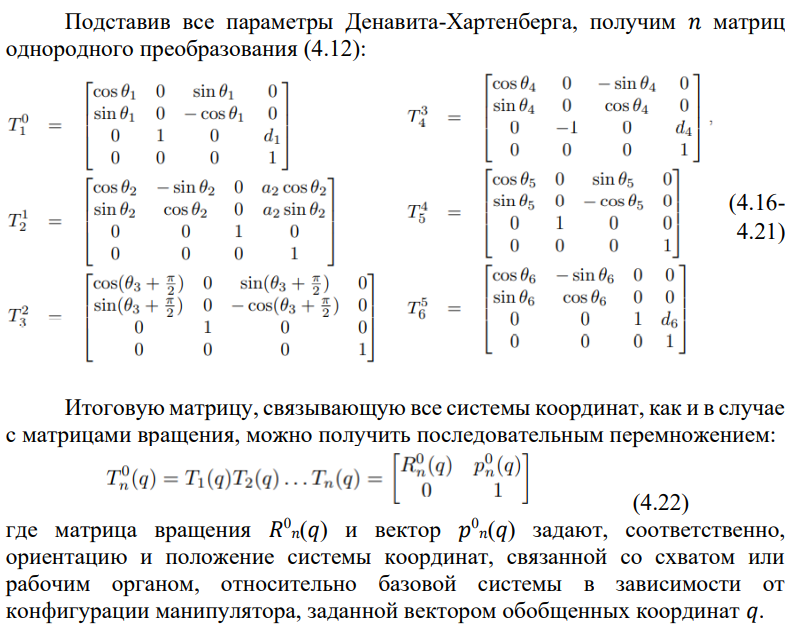 Подставив все параметры Денавита-Хартенберга, получим n матриц
однородного преобразования (4.12):
T_1^0 = [cos θ_1 0 sin θ_1 0; sin θ_1 0 − cos θ_1 0; 0 1 0 d_1; 0 0 0 1]
T_4^3 = [cos θ_4 0 − sin θ_4 0; sin θ_4 0 cos θ_4 0; 0 −1 0 d_4; 0 0 0 1],
T_2^1 = [cos θ_2 − sin θ_2 0 a_2 cos θ_2; sin θ_2 cos θ_2 0 a_2 sin θ_2; 0 0 1 0; 0 0 0 1]
T_5^4 = [cos θ_5 0 sin θ_5 0; sin θ_5 0 − cos θ_5 0; 0 1 0 0; 0 0 0 1]
(4.16-
4.21)
T_3^2 = [cos(θ_3 + π/2) 0 sin(θ_3 + π/2) 0; sin(θ_3 + π/2) 0 − cos(θ_3 + π/2) 0; 0 1 0 0; 0 0 0 1]
T_6^5 = [cos θ_6 − sin θ_6 0 0; sin θ_6 cos θ_6 0 0; 0 0 1 d_6; 0 0 0 1]
Итоговую матрицу, связывающую все системы координат, как и в случае
с матрицами вращения, можно получить последовательным перемножением:
T_n^0(q) = T_1(q)T_2(q) . . . T_n(q) = [R_n^0(q) p_n^0(q); 0 1]
(4.22)
где матрица вращения R^0_n(q) и вектор p^0_n(q) задают, соответственно,
ориентацию и положение системы координат, связанной со схватом или
рабочим органом, относительно базовой системы в зависимости от
конфигурации манипулятора, заданной вектором обобщенных координат q.